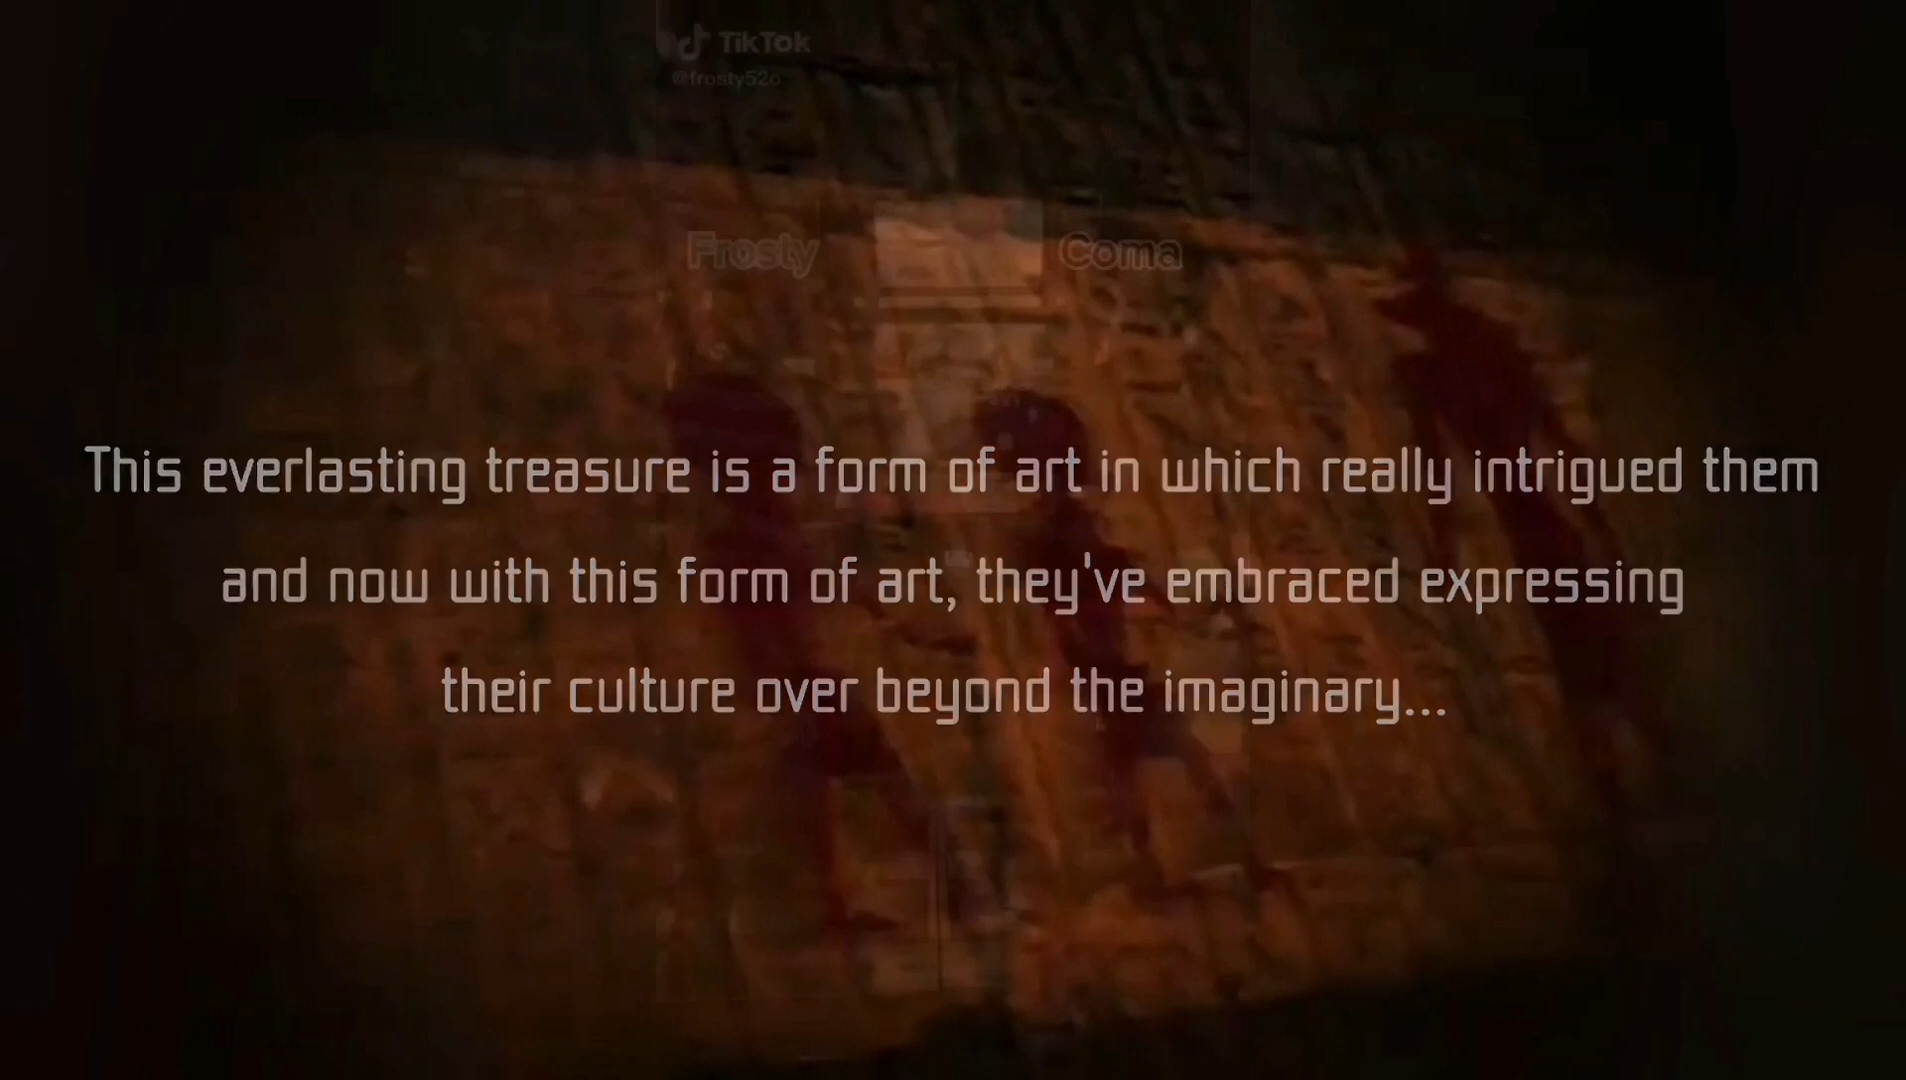 TikTok
@frosty52o
Frosty Coma
This everlasting treasure is a form of art in which really intrigued them
and now with this form of art, they've embraced expressing
their culture over beyond the imaginary...